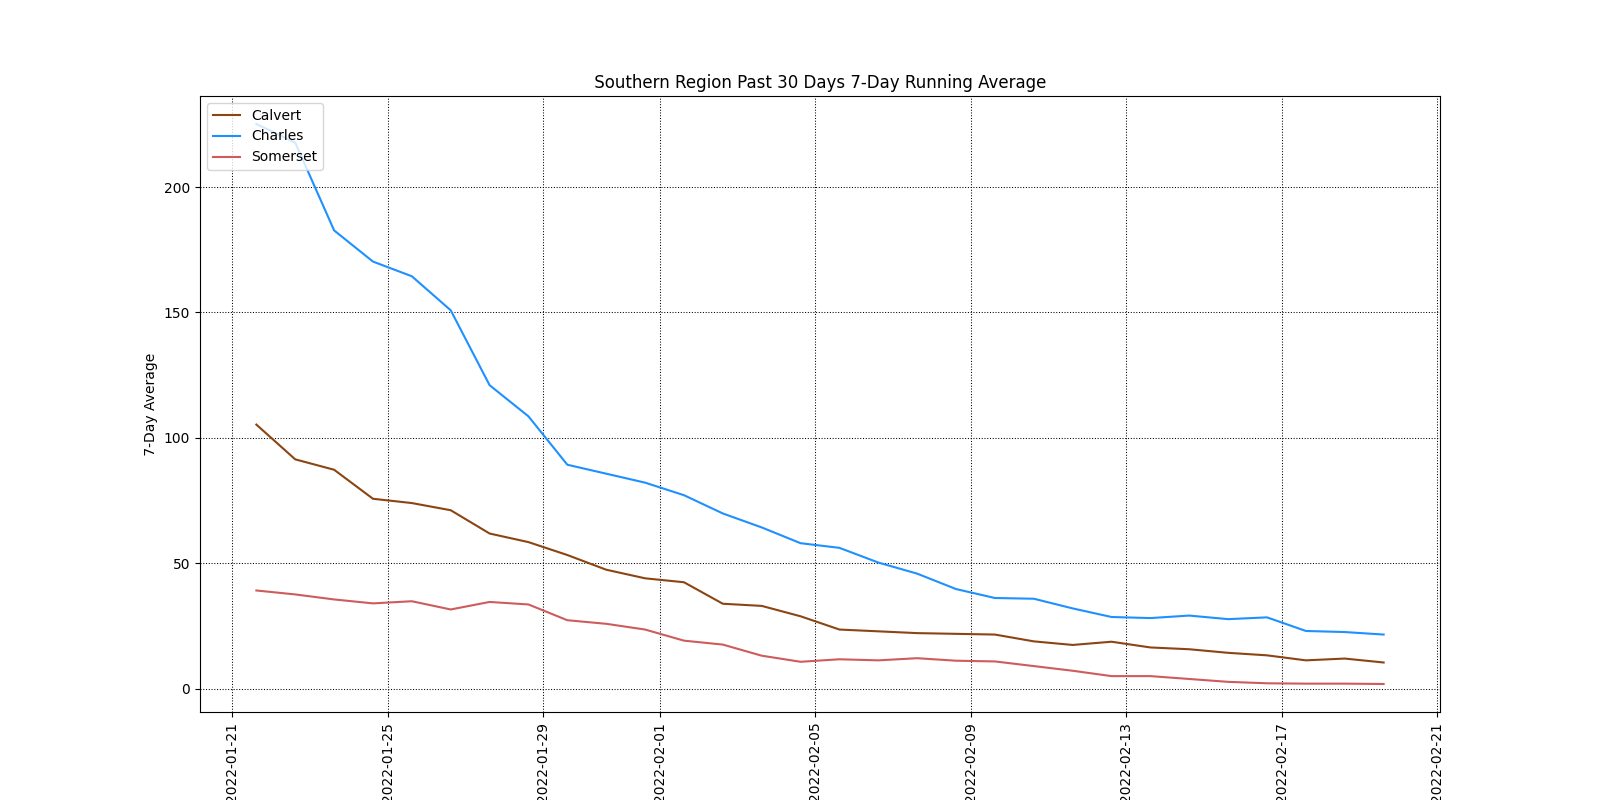 Southern Region Past 30 Days 7-Day Running Average
Calvert
Charles
Somerset
7-Day Average
200
150
100
50
0
2022-01-21
2022-01-25
2022-01-29
2022-02-01
2022-02-05
2022-02-09
2022-02-13
2022-02-17
2022-02-21